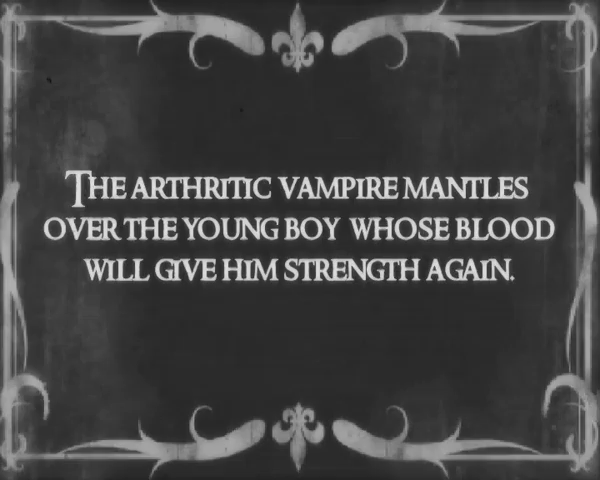 THE ARTHRITIC VAMPIRE MANTLES
OVER THE YOUNG BOY WHOSE BLOOD
WILL GIVE HIM STRENGTH AGAIN.